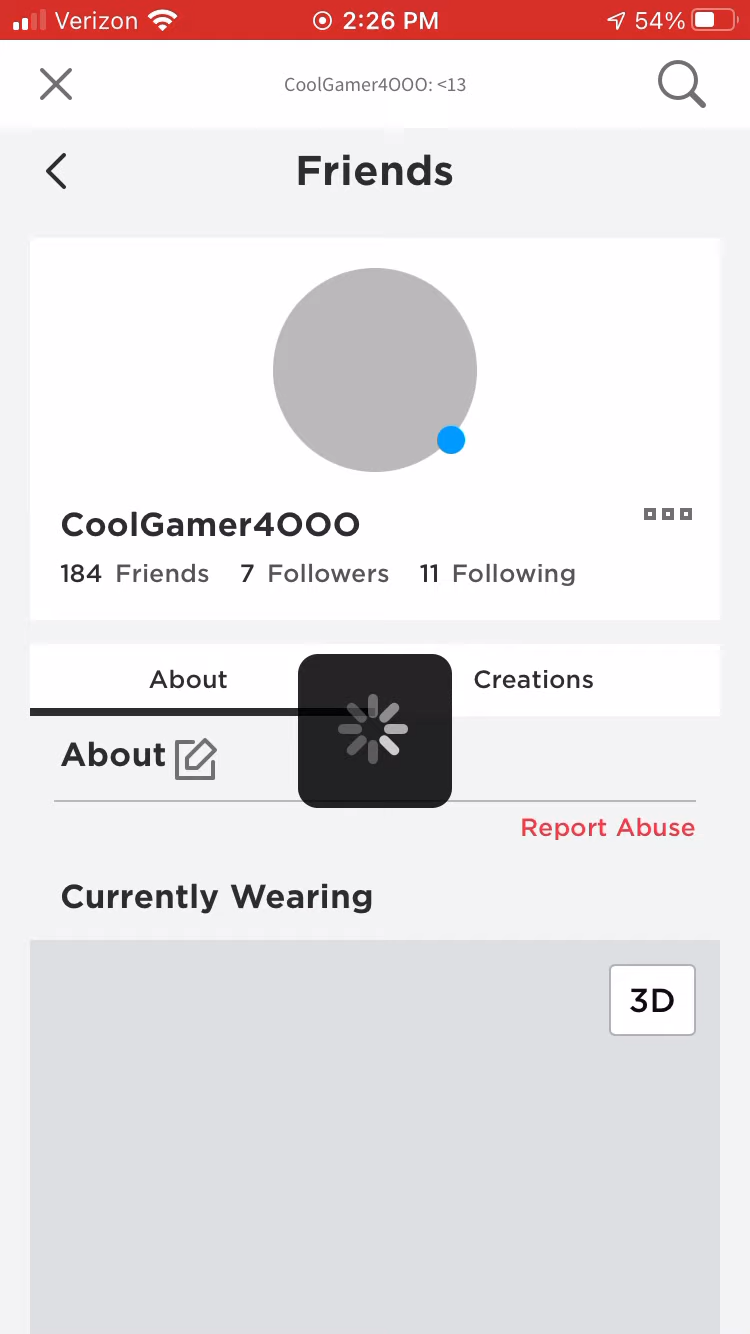 Verizon 2:26 PM 54%
CoolGamer4OOO: <13
Friends
CoolGamer4OOO
184 Friends 7 Followers 11 Following
About Creations
About
Report Abuse
Currently Wearing
3D